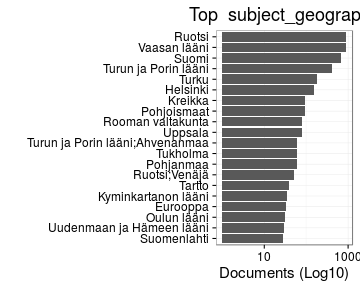 Top subject_geograp
Ruotsi
Vaasan lääni
Suomi
Turun ja Porin lääni
Turku
Helsinki
Kreikka
Pohjoismaat
Rooman valtakunta
Uppsala
Turun ja Porin lääni;Ahvenanmaa
Tukholma
Pohjanmaa
Ruotsi;Venäjä
Tartto
Kyminkartanon lääni
Eurooppa
Oulun lääni
Uudenmaan ja Hämeen lääni
Suomenlahti
10 1000
Documents (Log10)